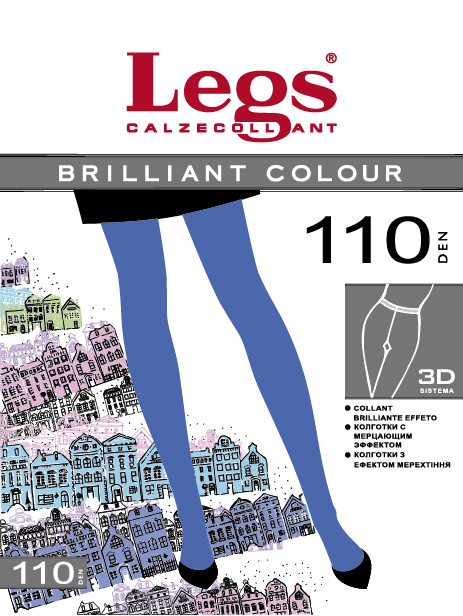 Legs®
CALZECOLLANT
BRILLIANT COLOUR
110 DEN
3D
SISTEMA
COLLANT
BRILLIANTE EFFETO
КОЛГОТКИ С
МЕРЦАЮЩИМ
ЭФФЕКТОМ
КОЛГОТКИ З
ЕФЕКТОМ МЕРЕХТІННЯ
110 DEN